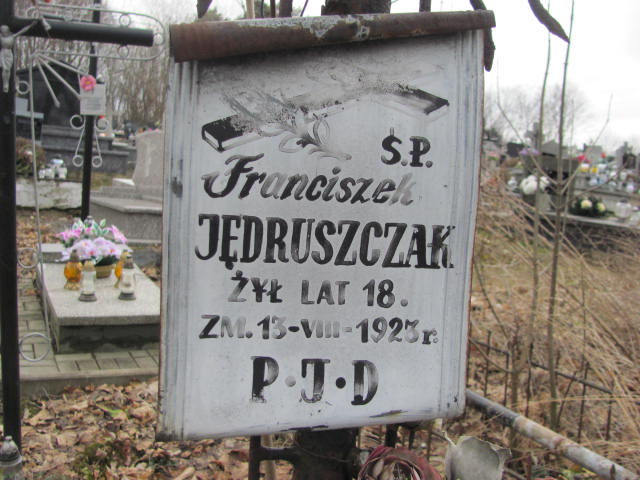 Ś.P.
Franciszek
JĘDRUSZCZAK
ŻYŁ LAT 18.
ZM. 13-VIII-1923 r.
P·J·D